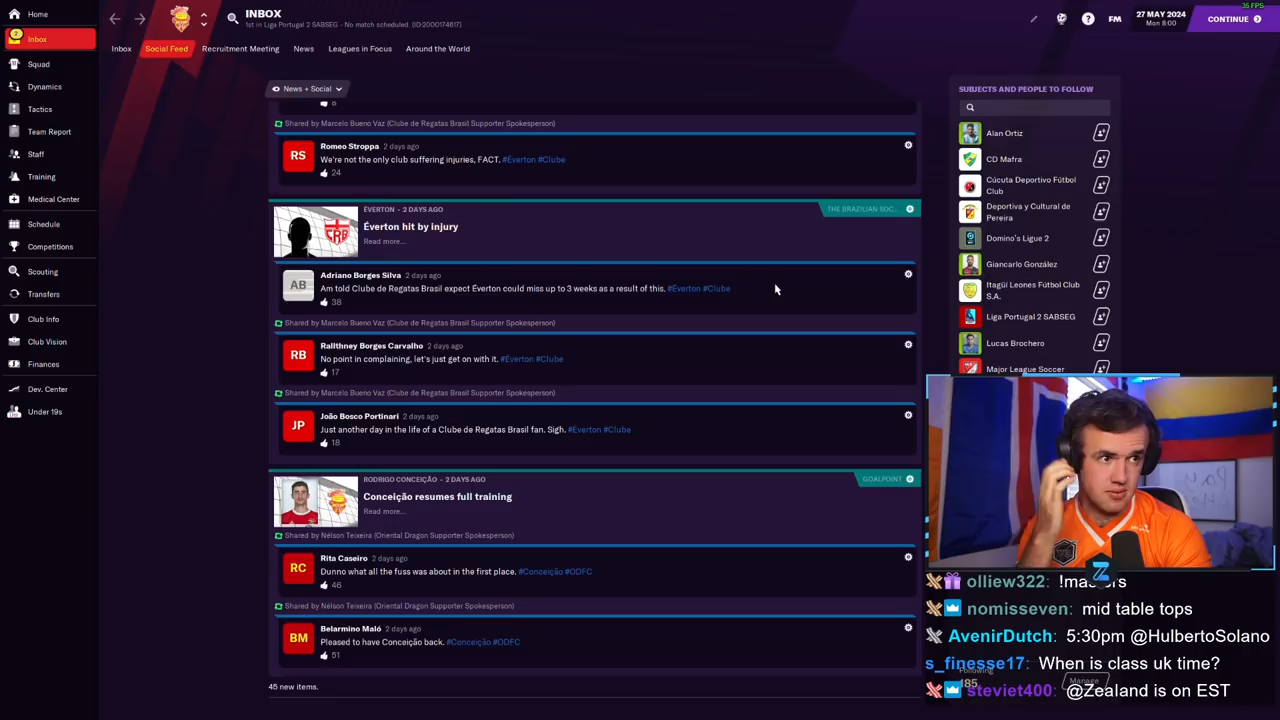 35 FPS
Home
INBOX
1st in Liga Portugal 2 SABSEG - No match scheduled. (ID:2000174617)
27 MAY 2024
Mon 8:00
FM
CONTINUE
2
Inbox
Inbox
Social Feed
Recruitment Meeting
News
Leagues in Focus
Around the World
Squad
Dynamics
Tactics
Team Report
Staff
Training
Medical Center
Schedule
Competitions
Scouting
Transfers
Club Info
Club Vision
Finances
Dev. Center
Under 19s
News + Social
Shared by Marcelo Bueno Vaz (Clube de Regatas Brasil Supporter Spokesperson)
RS
Romeo Stroppa 2 days ago
We're not the only club suffering injuries, FACT. #Éverton #Clube
24
ÉVERTON - 2 DAYS AGO
THE BRAZILIAN SOC...
Éverton hit by injury
Read more...
CRB
AB
Adriano Borges Silva 2 days ago
Am told Clube de Regatas Brasil expect Éverton could miss up to 3 weeks as a result of this. #Éverton #Clube
38
Shared by Marcelo Bueno Vaz (Clube de Regatas Brasil Supporter Spokesperson)
RB
Rallthney Borges Carvalho 2 days ago
No point in complaining, let's just get on with it. #Éverton #Clube
17
Shared by Marcelo Bueno Vaz (Clube de Regatas Brasil Supporter Spokesperson)
JP
João Bosco Portinari 2 days ago
Just another day in the life of a Clube de Regatas Brasil fan. Sigh. #Éverton #Clube
18
RODRIGO CONCEIÇÃO - 2 DAYS AGO
GOALPOINT
Conceição resumes full training
Read more...
Shared by Nélson Teixeira (Oriental Dragon Supporter Spokesperson)
RC
Rita Caseiro 2 days ago
Dunno what all the fuss was about in the first place. #Conceição #ODFC
46
Shared by Nélson Teixeira (Oriental Dragon Supporter Spokesperson)
BM
Belarmino Maló 2 days ago
Pleased to have Conceição back. #Conceição #ODFC
51
45 new items.
SUBJECTS AND PEOPLE TO FOLLOW
Alan Ortiz
CD Mafra
Cúcuta Deportivo Fútbol
Club
Deportiva y Cultural de
Pereira
Domino's Ligue 2
Giancarlo González
Itagüí Leones Fútbol Club
S.A.
Liga Portugal 2 SABSEG
Lucas Brochero
Major League Soccer
Following
185
Manage
olliew322: !masters
nomisseven: mid table tops
AvenirDutch: 5:30pm @HulbertoSolano
s_finesse17: When is class uk time?
steviet400: @Zealand is on EST